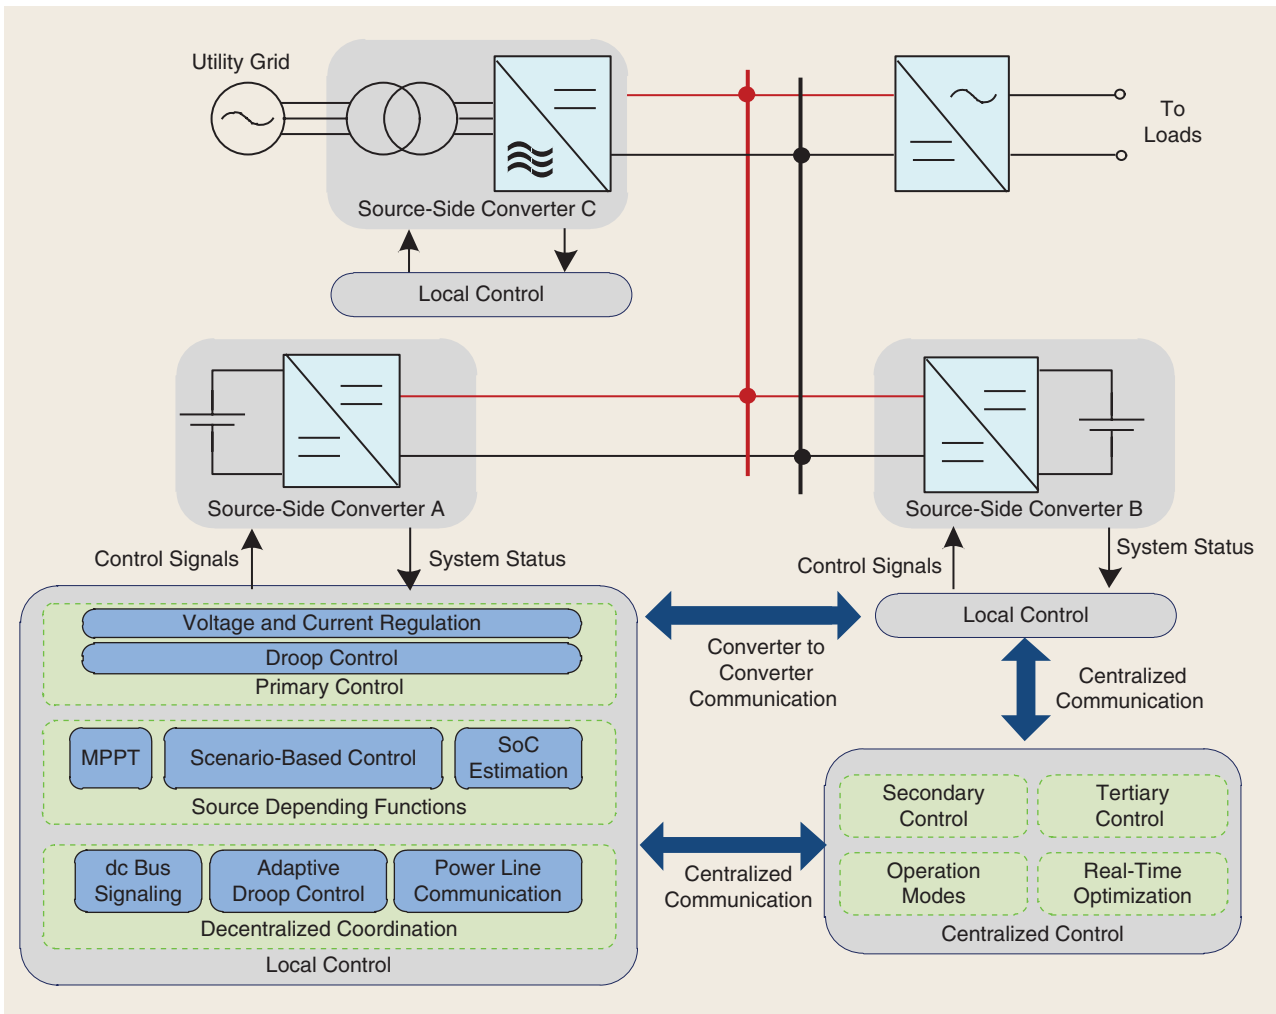 Utility Grid
To
Loads
Source-Side Converter C
Local Control
Source-Side Converter A
Source-Side Converter B
Control Signals
System Status
Control Signals
System Status
Voltage and Current Regulation
Droop Control
Primary Control
MPPT
Scenario-Based Control
SoC
Estimation
Source Depending Functions
dc Bus
Signaling
Adaptive
Droop Control
Power Line
Communication
Decentralized Coordination
Local Control
Converter to
Converter
Communication
Local Control
Centralized
Communication
Centralized
Communication
Secondary
Control
Tertiary
Control
Operation
Modes
Real-Time
Optimization
Centralized Control